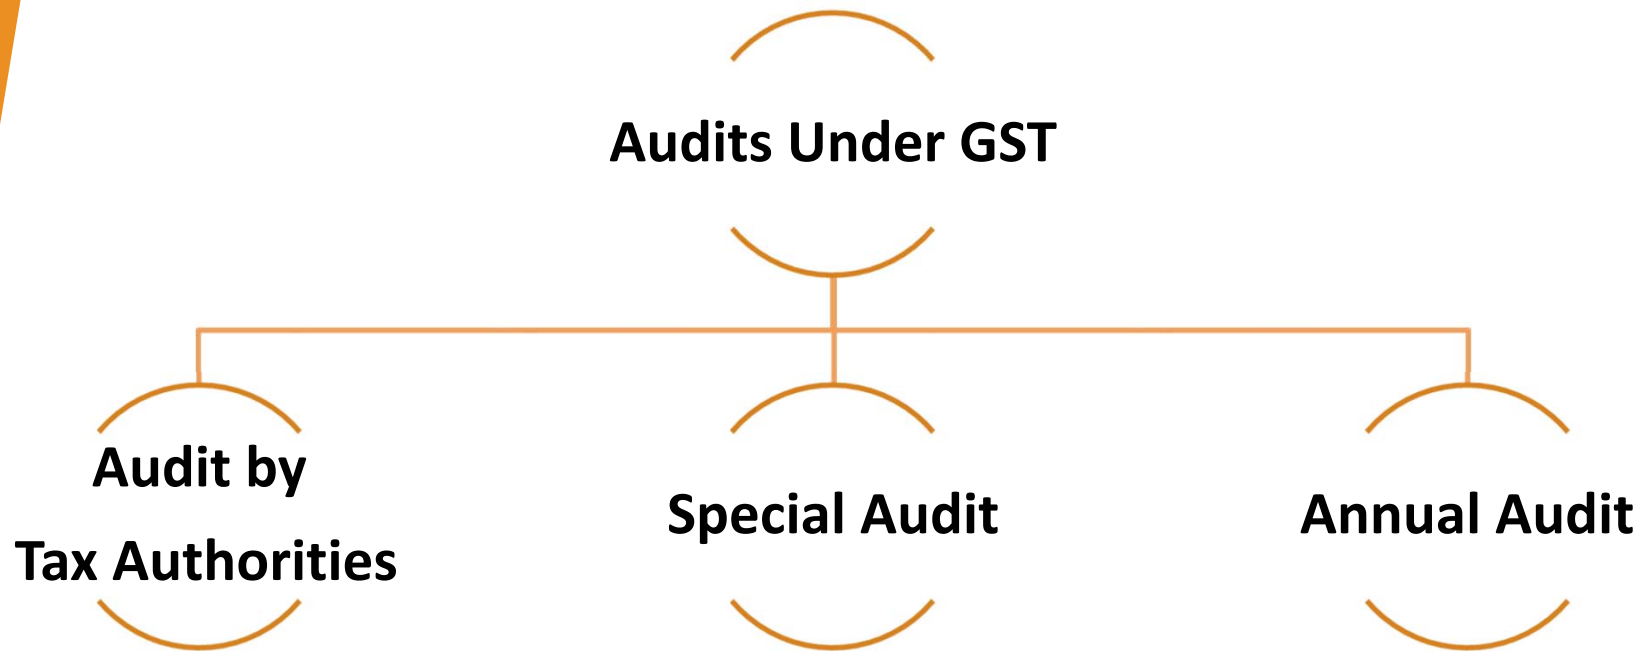 Audits Under GST
Audit by
Tax Authorities
Special Audit
Annual Audit